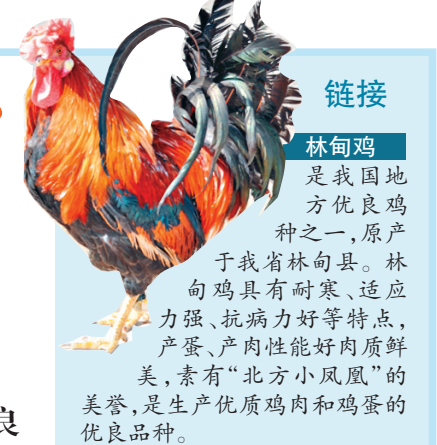 链接
林甸鸡
是我国地
方优良鸡
种之一，原产
于我省林甸县。林
甸鸡具有耐寒、适应
力强、抗病力好等特点，
产蛋、产肉性能好肉质鲜
美，素有“北方小凤凰”的
美誉，是生产优质鸡肉和鸡蛋的
优良品种。
良